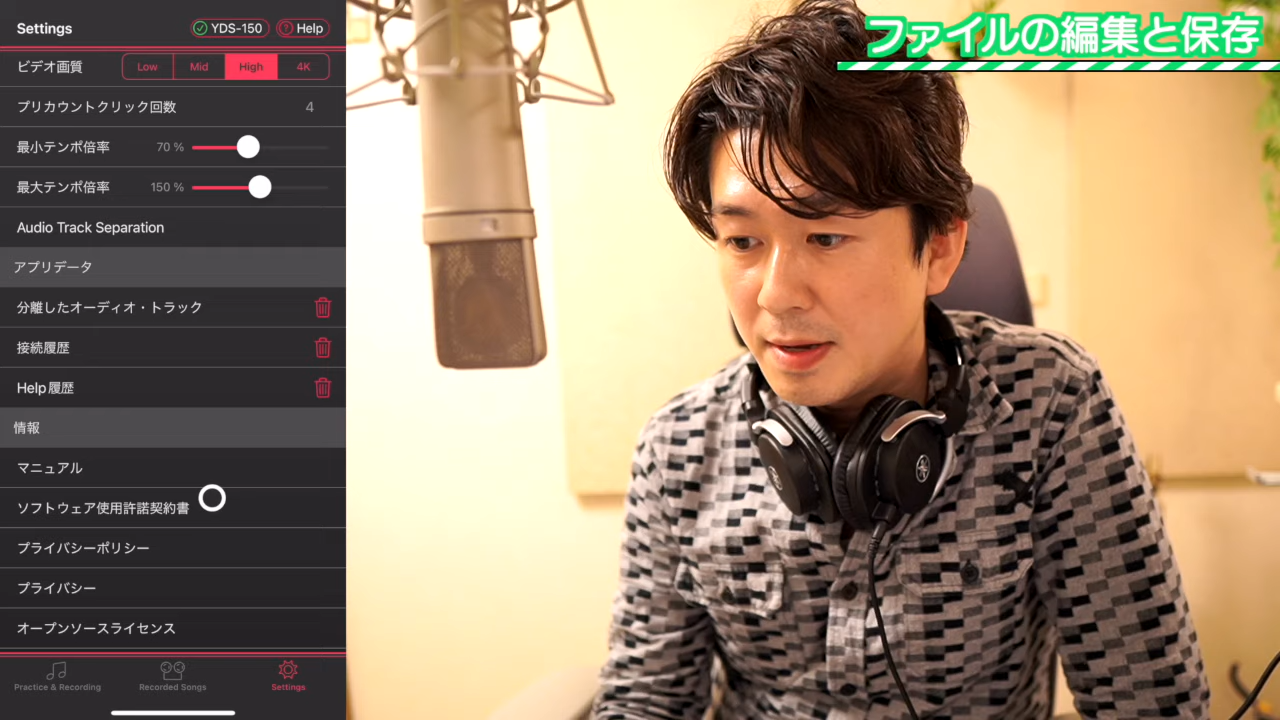 Settings
YDS-150
Help
ファイルの編集と保存
ビデオ画質
Low
Mid
High
4K
プリカウントクリック回数
4
最小テンポ倍率
70 %
最大テンポ倍率
150 %
Audio Track Separation
アプリデータ
分離したオーディオ・トラック
接続履歴
Help履歴
情報
マニュアル
ソフトウェア使用許諾契約書
プライバシーポリシー
プライバシー
オープンソースライセンス
Practice & Recording
Recorded Songs
Settings